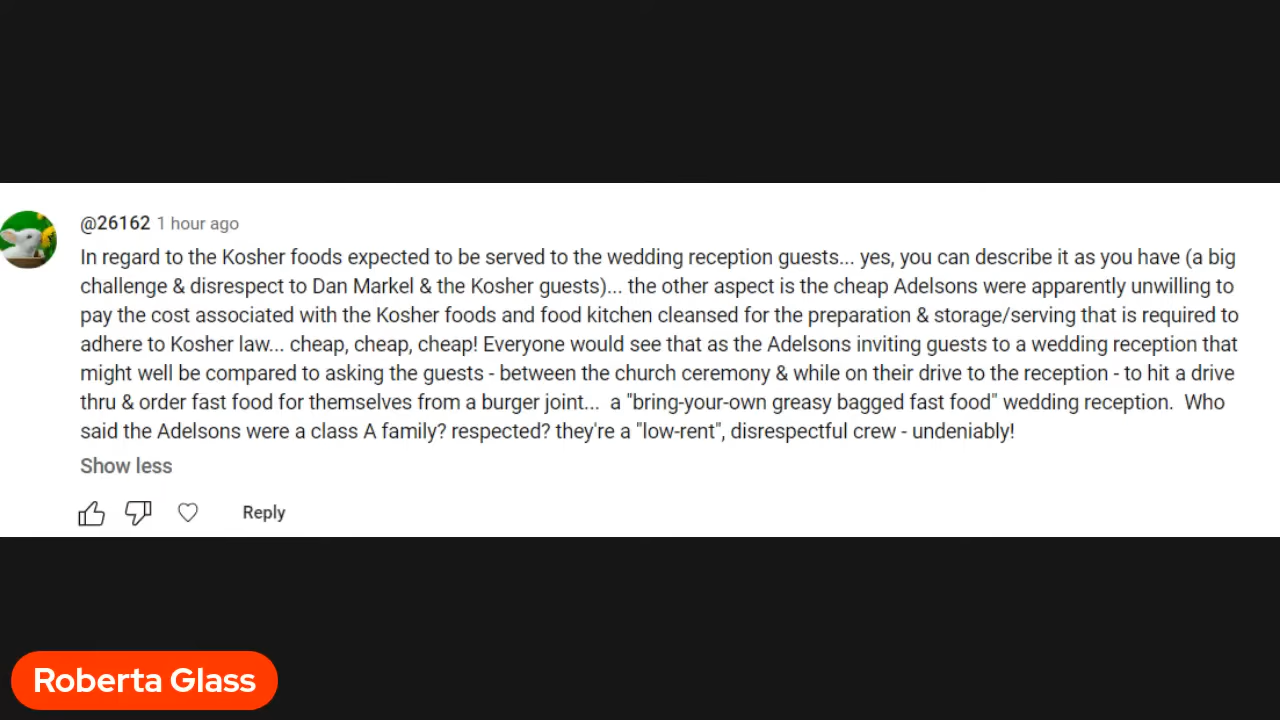 @26162 1 hour ago
In regard to the Kosher foods expected to be served to the wedding reception guests... yes, you can describe it as you have (a big
challenge & disrespect to Dan Markel & the Kosher guests)... the other aspect is the cheap Adelsons were apparently unwilling to
pay the cost associated with the Kosher foods and food kitchen cleansed for the preparation & storage/serving that is required to
adhere to Kosher law... cheap, cheap, cheap! Everyone would see that as the Adelsons inviting guests to a wedding reception that
might well be compared to asking the guests - between the church ceremony & while on their drive to the reception - to hit a drive
thru & order fast food for themselves from a burger joint...  a "bring-your-own greasy bagged fast food" wedding reception.  Who
said the Adelsons were a class A family? respected? they're a "low-rent", disrespectful crew - undeniably!
Show less
Reply
Roberta Glass